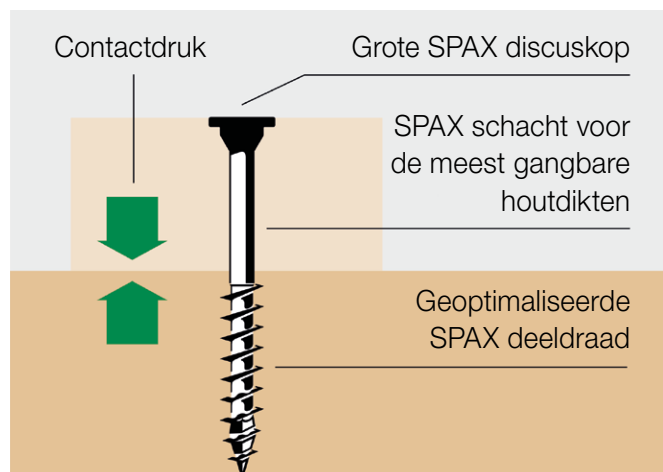 Contactdruk
Grote SPAX discuskop
SPAX schacht voor
de meest gangbare
houtdikten
Geoptimaliseerde
SPAX deeldraad